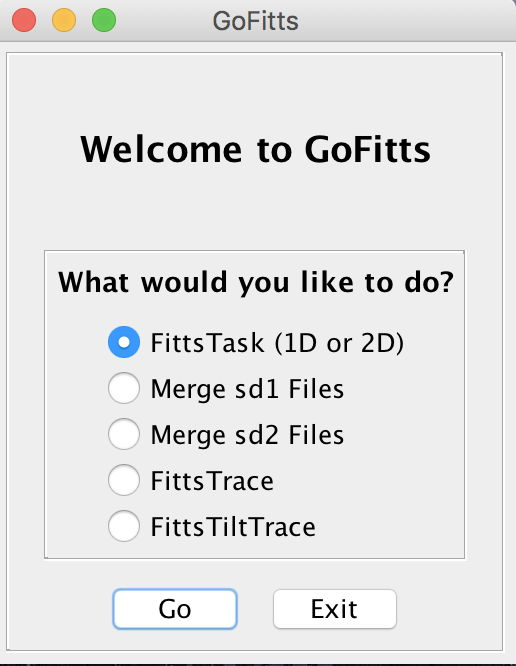 GoFitts
Welcome to GoFitts
What would you like to do?
FittsTask (1D or 2D)
Merge sd1 Files
Merge sd2 Files
FittsTrace
FittsTiltTrace
Go
Exit